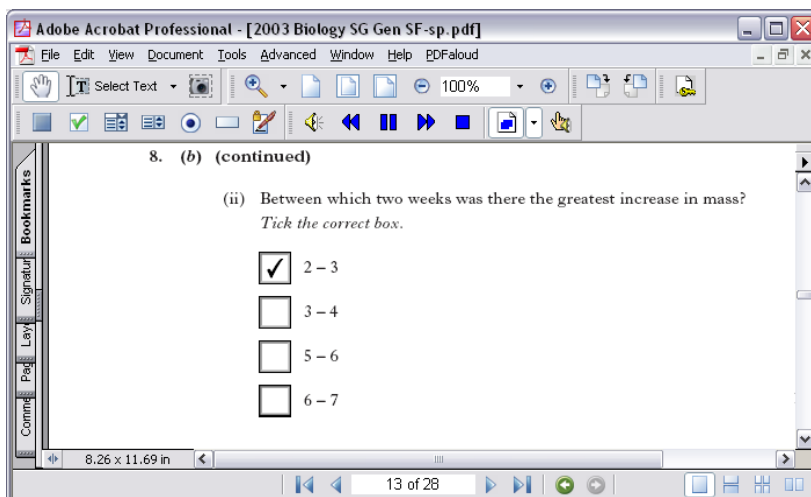 Adobe Acrobat Professional - [2003 Biology SG Gen SF-sp.pdf]
File Edit View Document Tools Advanced Window Help PDFaloud
Select Text 100%
8. (b) (continued)
(ii) Between which two weeks was there the greatest increase in mass?
Tick the correct box.
2 – 3
3 – 4
5 – 6
6 – 7
Bookmarks
Signatur
Lay
Pag
Comme
8.26 x 11.69 in
13 of 28